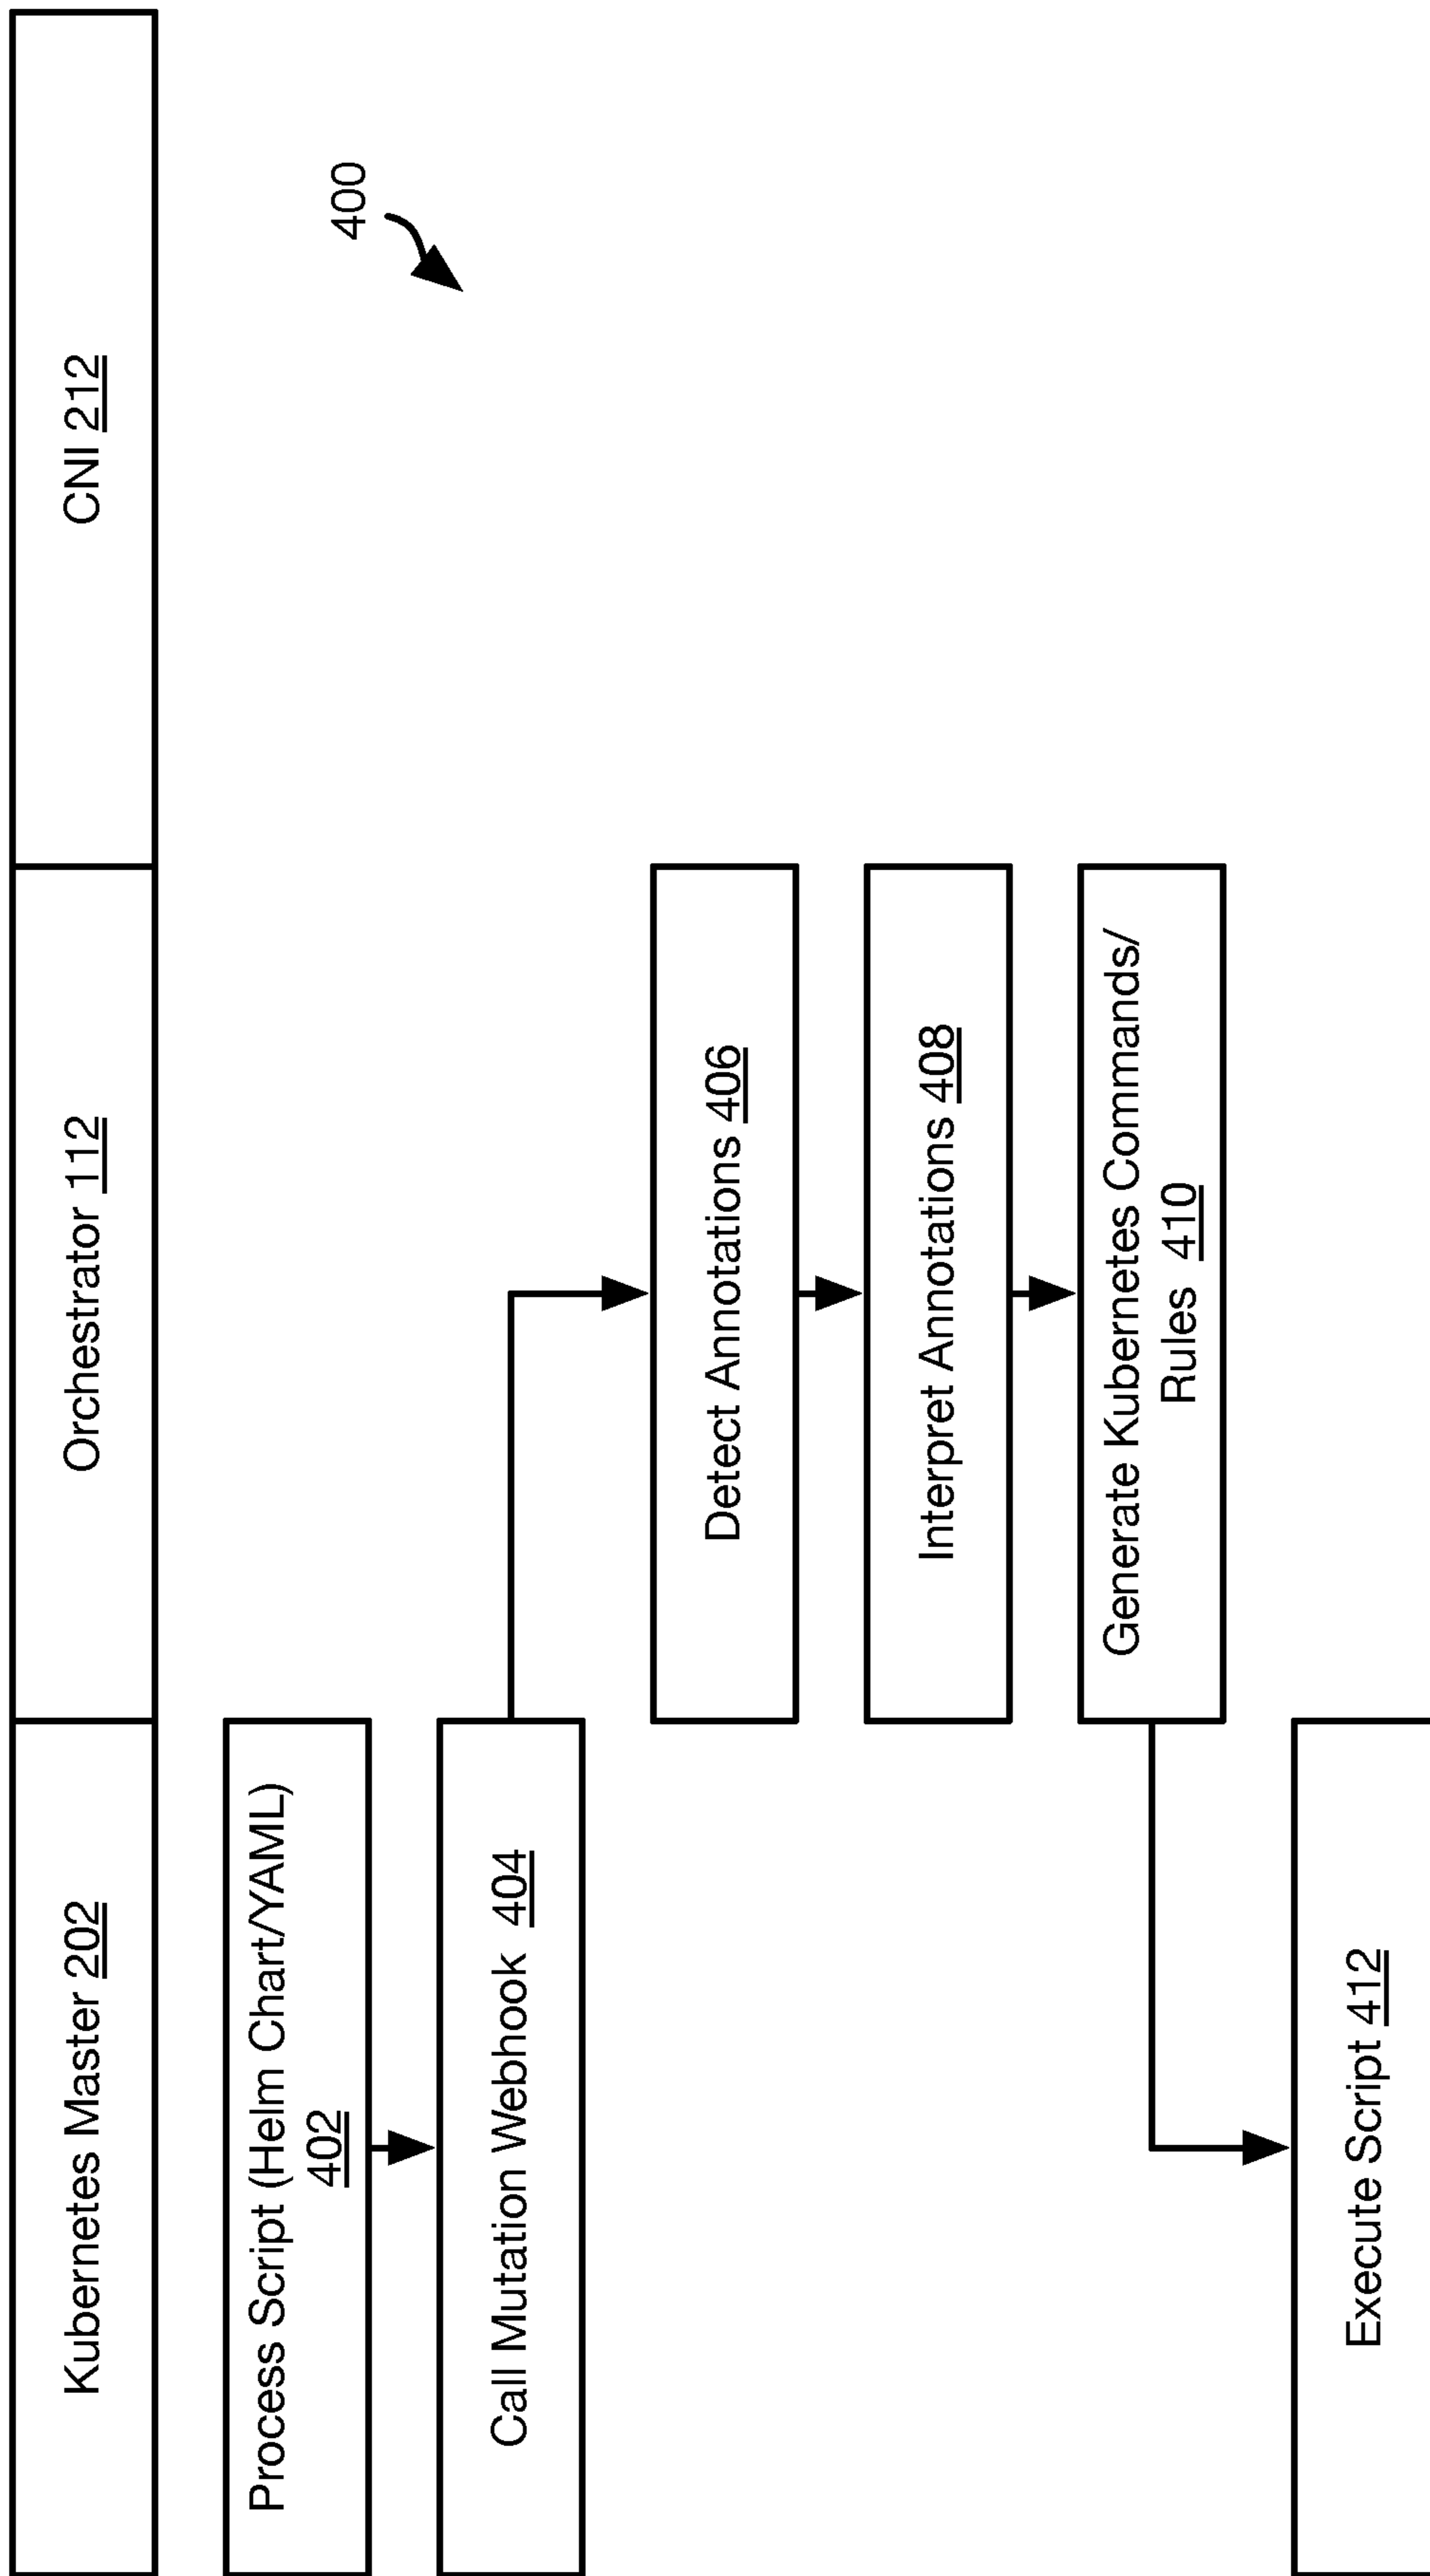 Kubernetes Master 202
Orchestrator 112
CNI 212
400
Process Script (Helm Chart/YAML)
402
Call Mutation Webhook 404
Detect Annotations 406
Interpret Annotations 408
Generate Kubernetes Commands/
Rules 410
Execute Script 412